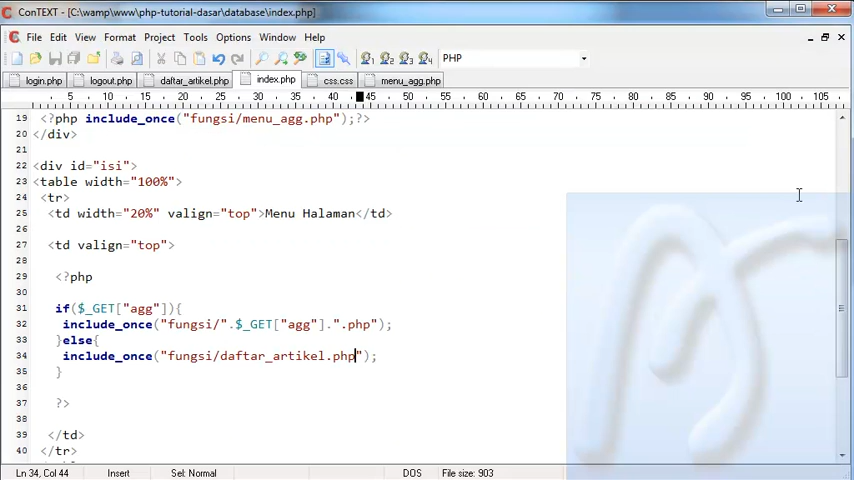 ConTEXT - [C:\wamp\www\php-tutorial-dasar\database\index.php]
File Edit View Format Project Tools Options Window Help
PHP
login.php logout.php daftar_artikel.php index.php css.css menu_agg.php
5 10 15 20 25 30 35 40 45 50 55 60 65 70 75 80 85 90 95 100 105
19 <?php include_once("fungsi/menu_agg.php");?>
20 </div>
21
22 <div id="isi">
23 <table width="100%">
24 <tr>
25 <td width="20%" valign="top">Menu Halaman</td>
26
27 <td valign="top">
28
29 <?php
30
31 if($_GET["agg"]){
32 include_once("fungsi/".$_GET["agg"].".php");
33 }else{
34 include_once("fungsi/daftar_artikel.php");
35 }
36
37 ?>
38
39 </td>
40 </tr>
Ln 34, Col 44 Insert Sel: Normal DOS File size: 903